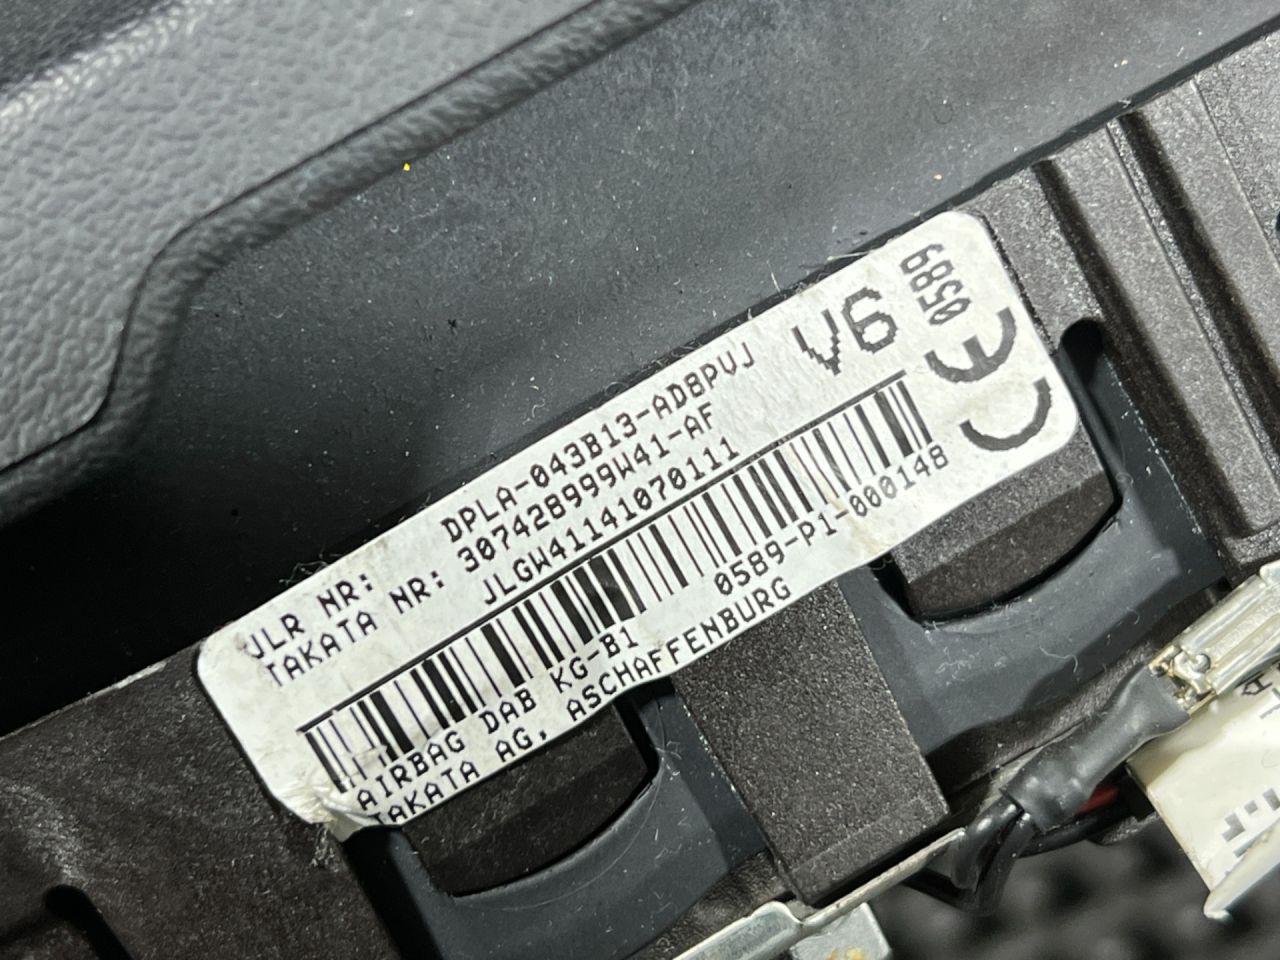 JLR NR: DPLA-043B13-AD8PVJ
TAKATA NR: 307428999W41-AF
JLGW41141070111
V6
0589
CE
0589-P1-000148
AIRBAG DAB KG-B1
TAKATA AG, ASCHAFFENBURG